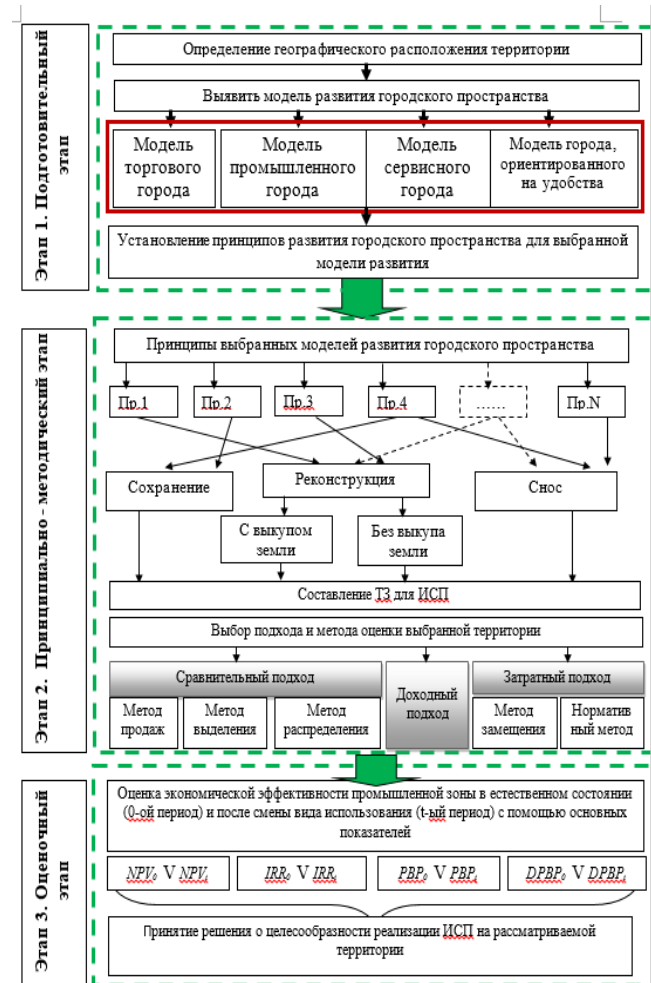 Этап 1. Подготовительный
этап
Определение географического расположения территории
Выявить модель развития городского пространства
Модель
торгового
города
Модель
промышленного
города
Модель
сервисного
города
Модель города,
ориентированного
на удобства
Установление принципов развития городского пространства для выбранной
модели развития
Этап 2. Принципиально - методический этап
Принципы выбранных моделей развития городского пространства
Пр.1
Пр.2
Пр.3
Пр.4
......
Пр.N
Сохранение
Реконструкция
Снос
С выкупом
земли
Без выкупа
земли
Составление ТЗ для ИСП
Выбор подхода и метода оценки выбранной территории
Сравнительный подход
Доходный
подход
Затратный подход
Метод
продаж
Метод
выделения
Метод
распределения
Метод
замещения
Норматив
ный метод
Этап 3. Оценочный
этап
Оценка экономической эффективности промышленной зоны в естественном состоянии
(0-ой период) и после смены вида использования (t-ый период) с помощью основных
показателей
NPV₀ V NPVₜ
IRR₀ V IRRₜ
PBP₀ V PBPₜ
DPBP₀ V DPBPₜ
Принятие решения о целесообразности реализации ИСП на рассматриваемой
территории